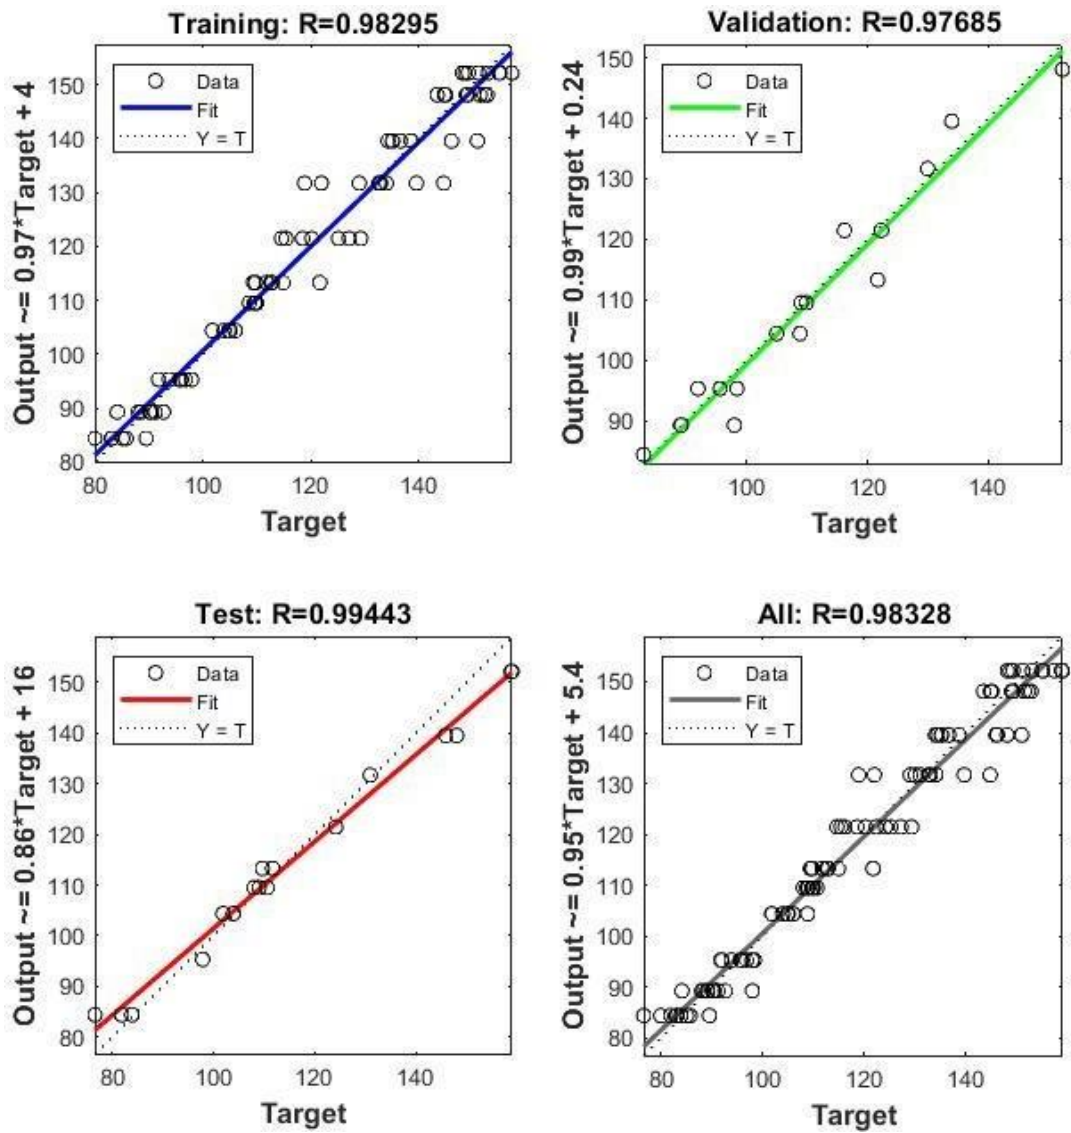 Training: R=0.98295
Output ~= 0.97*Target + 4
150
140
130
120
110
100
90
80
Data
Fit
Y = T
80
100
120
140
Target
Validation: R=0.97685
Output ~= 0.99*Target + 0.24
150
140
130
120
110
100
90
Data
Fit
Y = T
100
120
140
Target
Test: R=0.99443
Output ~= 0.86*Target + 16
150
140
130
120
110
100
90
80
Data
Fit
Y = T
80
100
120
140
Target
All: R=0.98328
Output ~= 0.95*Target + 5.4
150
140
130
120
110
100
90
80
Data
Fit
Y = T
80
100
120
140
Target